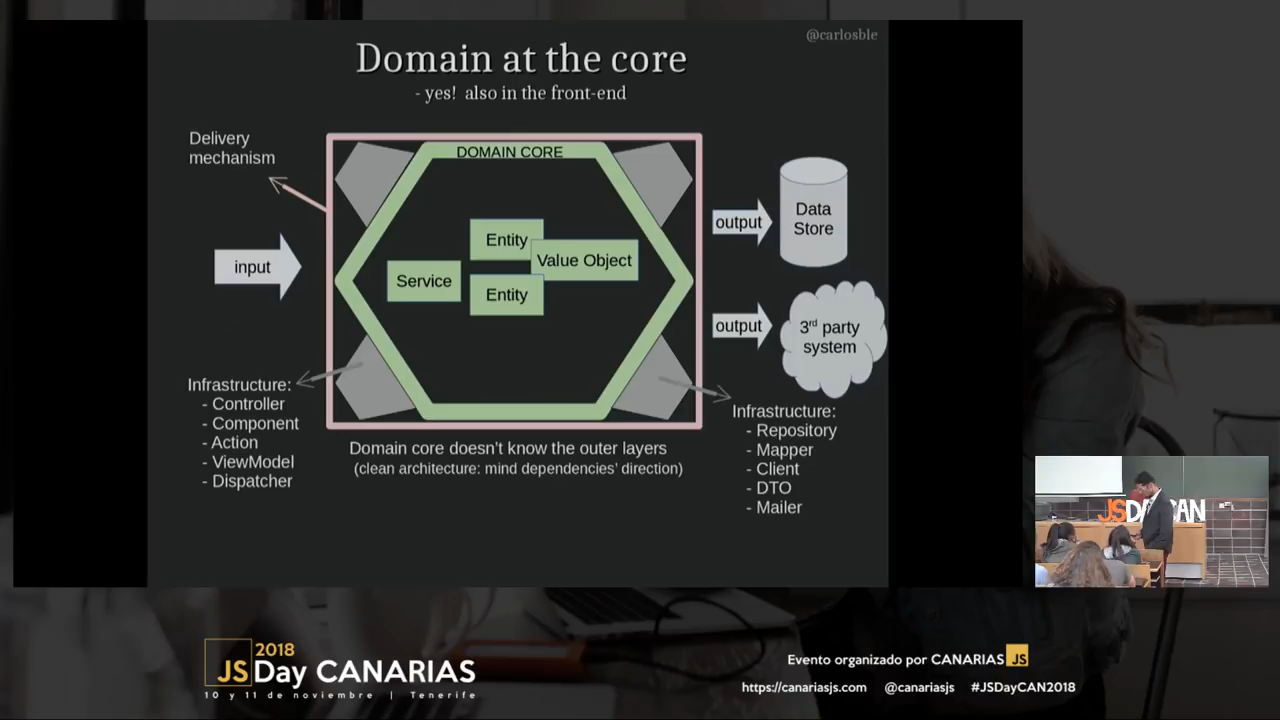 @carlosble
Domain at the core
- yes! also in the front-end
Delivery
mechanism
DOMAIN CORE
Entity
Value Object
Service
Entity
input
output
Data
Store
output
3rd party
system
Infrastructure:
- Controller
- Component
- Action
- ViewModel
- Dispatcher
Domain core doesn't know the outer layers
(clean architecture: mind dependencies' direction)
Infrastructure:
- Repository
- Mapper
- Client
- DTO
- Mailer
JSDAYCAN
2018
JSDay CANARIAS
10 y 11 de noviembre | Tenerife
Evento organizado por CANARIAS JS
https://canariasjs.com @canariasjs #JSDayCAN2018